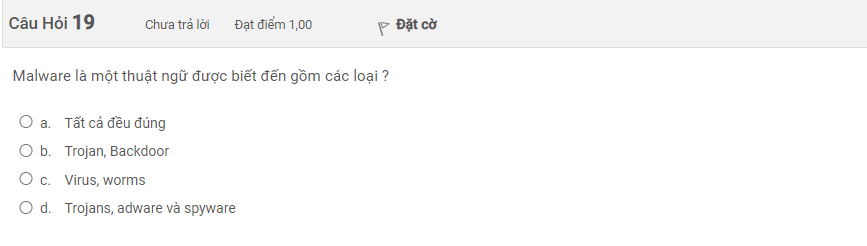 Câu Hỏi 19 Chưa trả lời Đạt điểm 1,00 Đặt cờ
Malware là một thuật ngữ được biết đến gồm các loại ?
a. Tất cả đều đúng
b. Trojan, Backdoor
c. Virus, worms
d. Trojans, adware và spyware